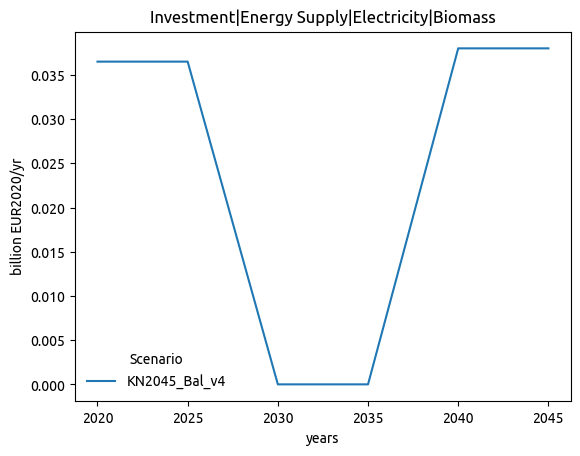 Investment|Energy Supply|Electricity|Biomass
billion EUR2020/yr
0.035
0.030
0.025
0.020
0.015
0.010
0.005
0.000
Scenario
KN2045_Bal_v4
2020 2025 2030 2035 2040 2045
years